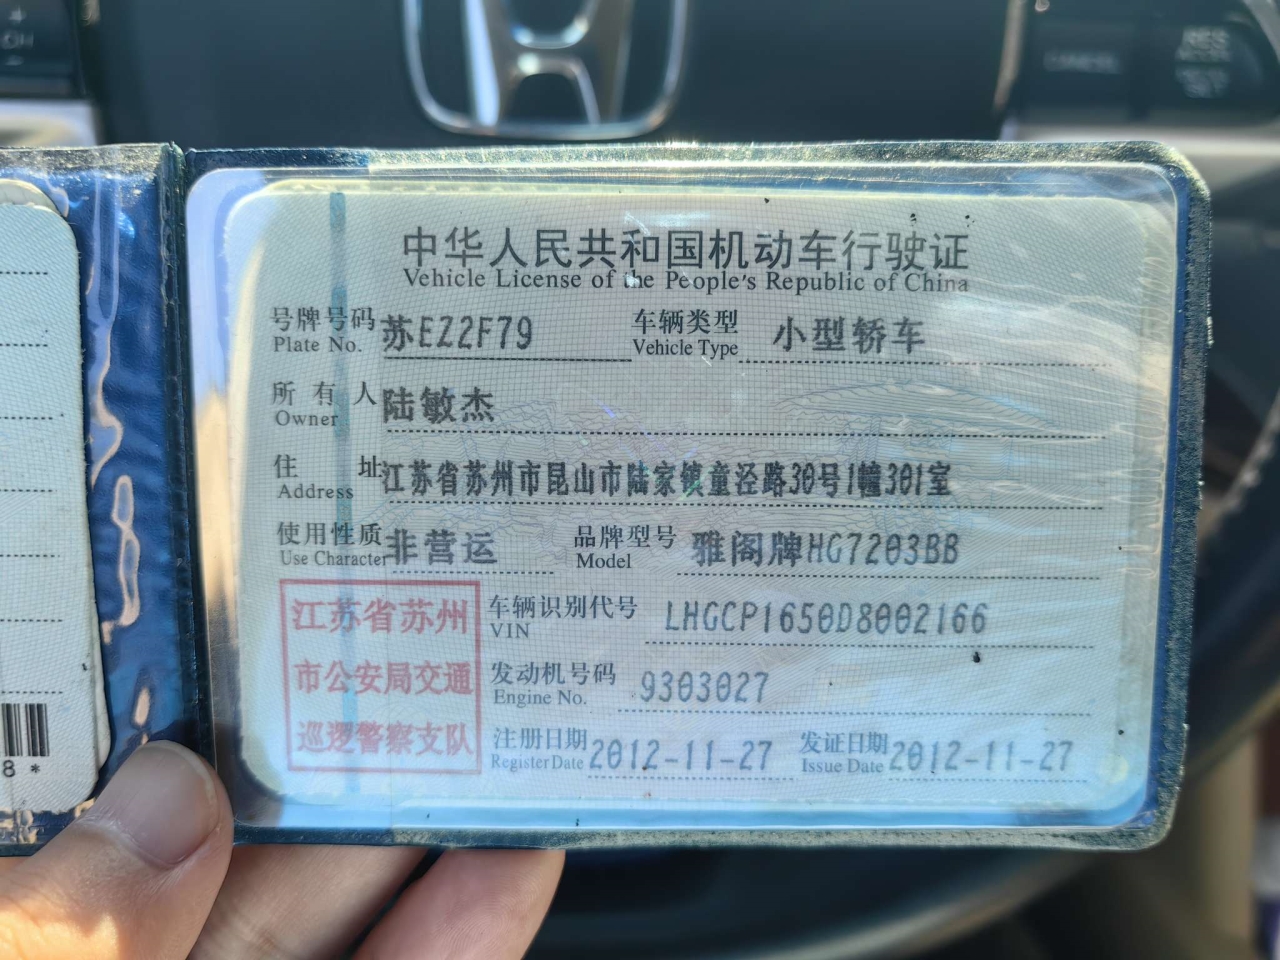 +
CH
-
CANCEL
RES
SET
中华人民共和国机动车行驶证
Vehicle License of the People's Republic of China
号牌号码 苏EZ2F79 车辆类型 小型轿车
Plate No. Vehicle Type
所有人 陆敏杰
Owner
住址 江苏省苏州市昆山市陆家镇童泾路30号1幢301室
Address
使用性质 非营运 品牌型号 雅阁牌HG7203BB
Use Character Model
江苏省苏州
市公安局交通
巡逻警察支队
车辆识别代号 LHGCP1650D8002166
VIN
发动机号码 9303027
Engine No.
注册日期 2012-11-27 发证日期 2012-11-27
Register Date Issue Date
8 *